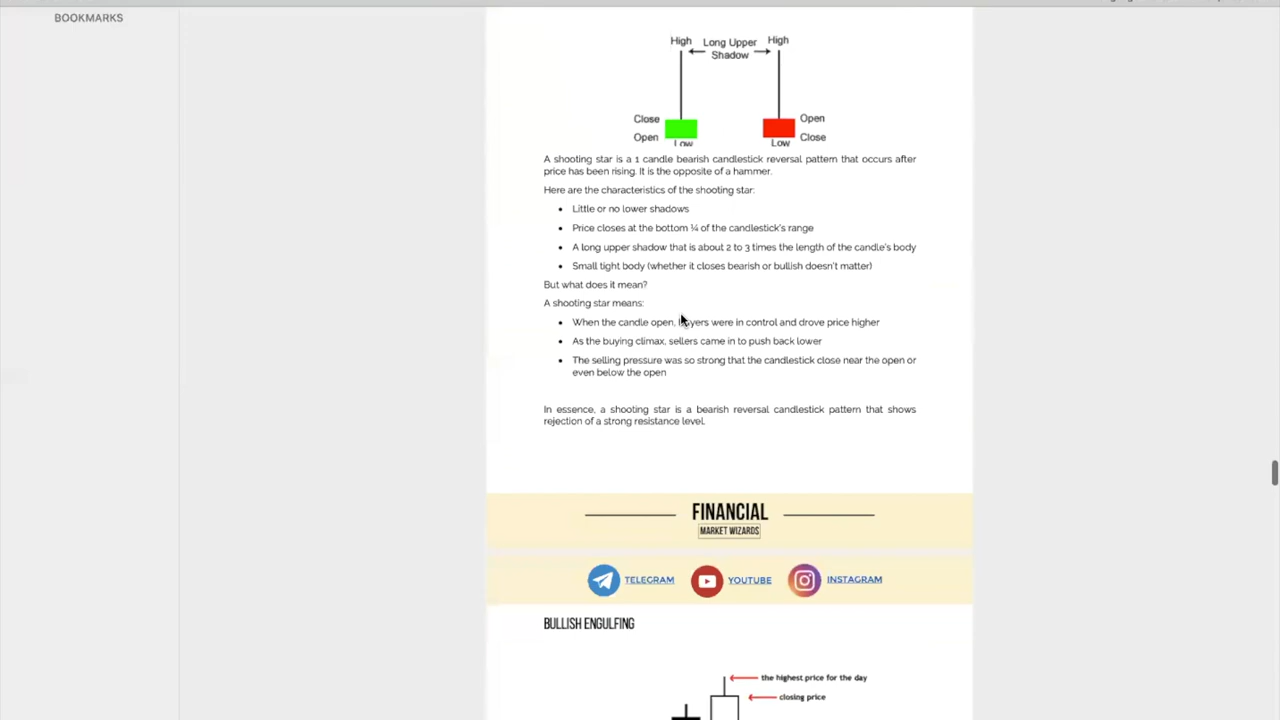 BOOKMARKS
High Long Upper High
Shadow
Close Open
Open Low Low Close
A shooting star is a 1 candle bearish candlestick reversal pattern that occurs after
price has been rising. It is the opposite of a hammer.
Here are the characteristics of the shooting star:
• Little or no lower shadows
• Price closes at the bottom ¼ of the candlestick's range
• A long upper shadow that is about 2 to 3 times the length of the candle's body
• Small tight body (whether it closes bearish or bullish doesn't matter)
But what does it mean?
A shooting star means:
• When the candle open, buyers were in control and drove price higher
• As the buying climax, sellers came in to push back lower
• The selling pressure was so strong that the candlestick close near the open or
even below the open
In essence, a shooting star is a bearish reversal candlestick pattern that shows
rejection of a strong resistance level.
FINANCIAL
MARKET WIZARDS
TELEGRAM YOUTUBE INSTAGRAM
BULLISH ENGULFING
the highest price for the day
closing price